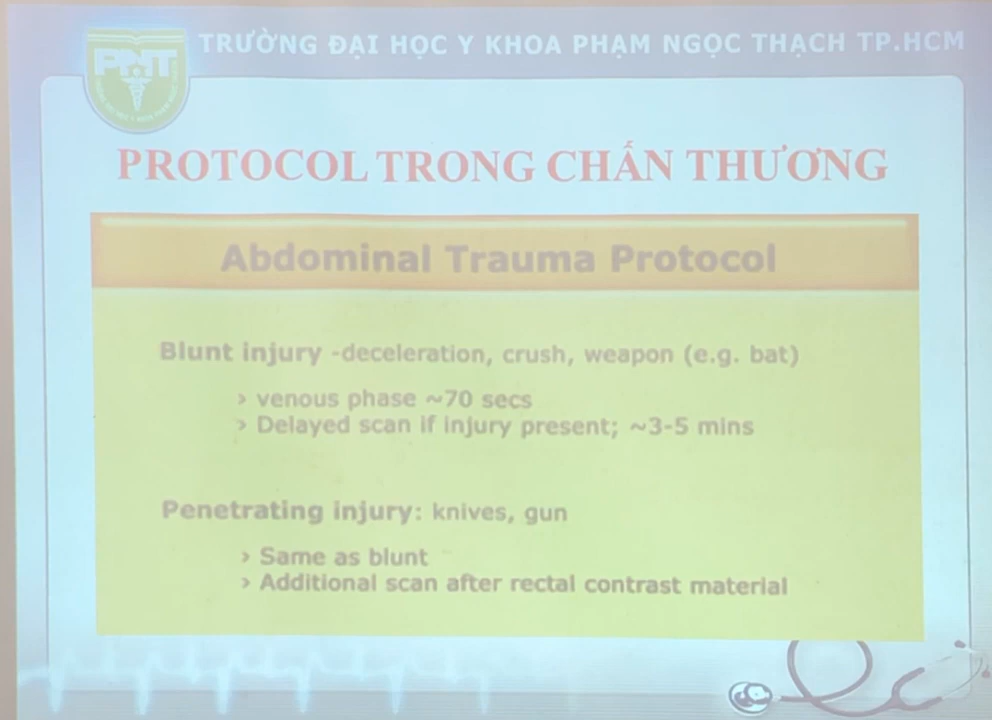 PNT
TRƯỜNG ĐẠI HỌC Y KHOA PHẠM NGỌC THẠCH TP.HCM
PROTOCOL TRONG CHẤN THƯƠNG
Abdominal Trauma Protocol
Blunt injury -deceleration, crush, weapon (e.g. bat)
› venous phase ~70 secs
› Delayed scan if injury present; ~3-5 mins
Penetrating injury: knives, gun
› Same as blunt
› Additional scan after rectal contrast material